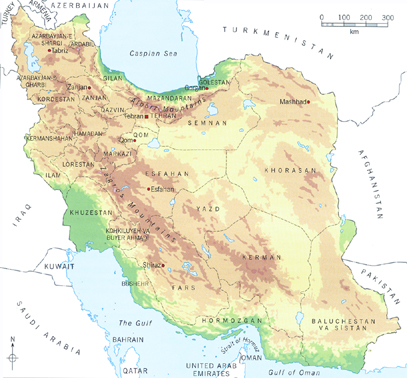 TURKEY
ARMENIA
AZERBAIJAN
0 100 200 300
km
TURKMENISTAN
Caspian Sea
AZARBAYJAN-E
SHARQI
ARDABIL
Tabriz
AZARBAYJAN-E
GHARBI
GILAN
GOLESTAN
Gorgan
Zanjan
ZANJAN
MAZANDARAN
Mashhad
KORDESTAN
QAZVIN
Elborz Mountains
Tehran
TEHRAN
SEMNAN
KERMANSHAHAN
HAMADAN
Qom
QOM
MARKAZI
KHORASAN
AFGHANISTAN
LORESTAN
ILAM
ESFAHAN
Esfahan
Zagros Mountains
IRAQ
KHUZESTAN
YAZD
KOHKILUYEH VA
BUYER AHMAD
KERMAN
KUWAIT
Shiraz
PAKISTAN
BUSHEHR
FARS
SAUDI ARABIA
The Gulf
HORMOZGAN
BALUCHESTAN
VA SISTAN
N
BAHRAIN
Strait of Hormuz
QATAR
UNITED ARAB
EMIRATES
OMAN
Gulf of Oman